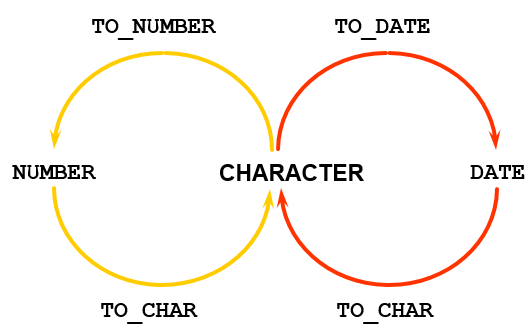 TO_NUMBER TO_DATE
NUMBER CHARACTER DATE
TO_CHAR TO_CHAR